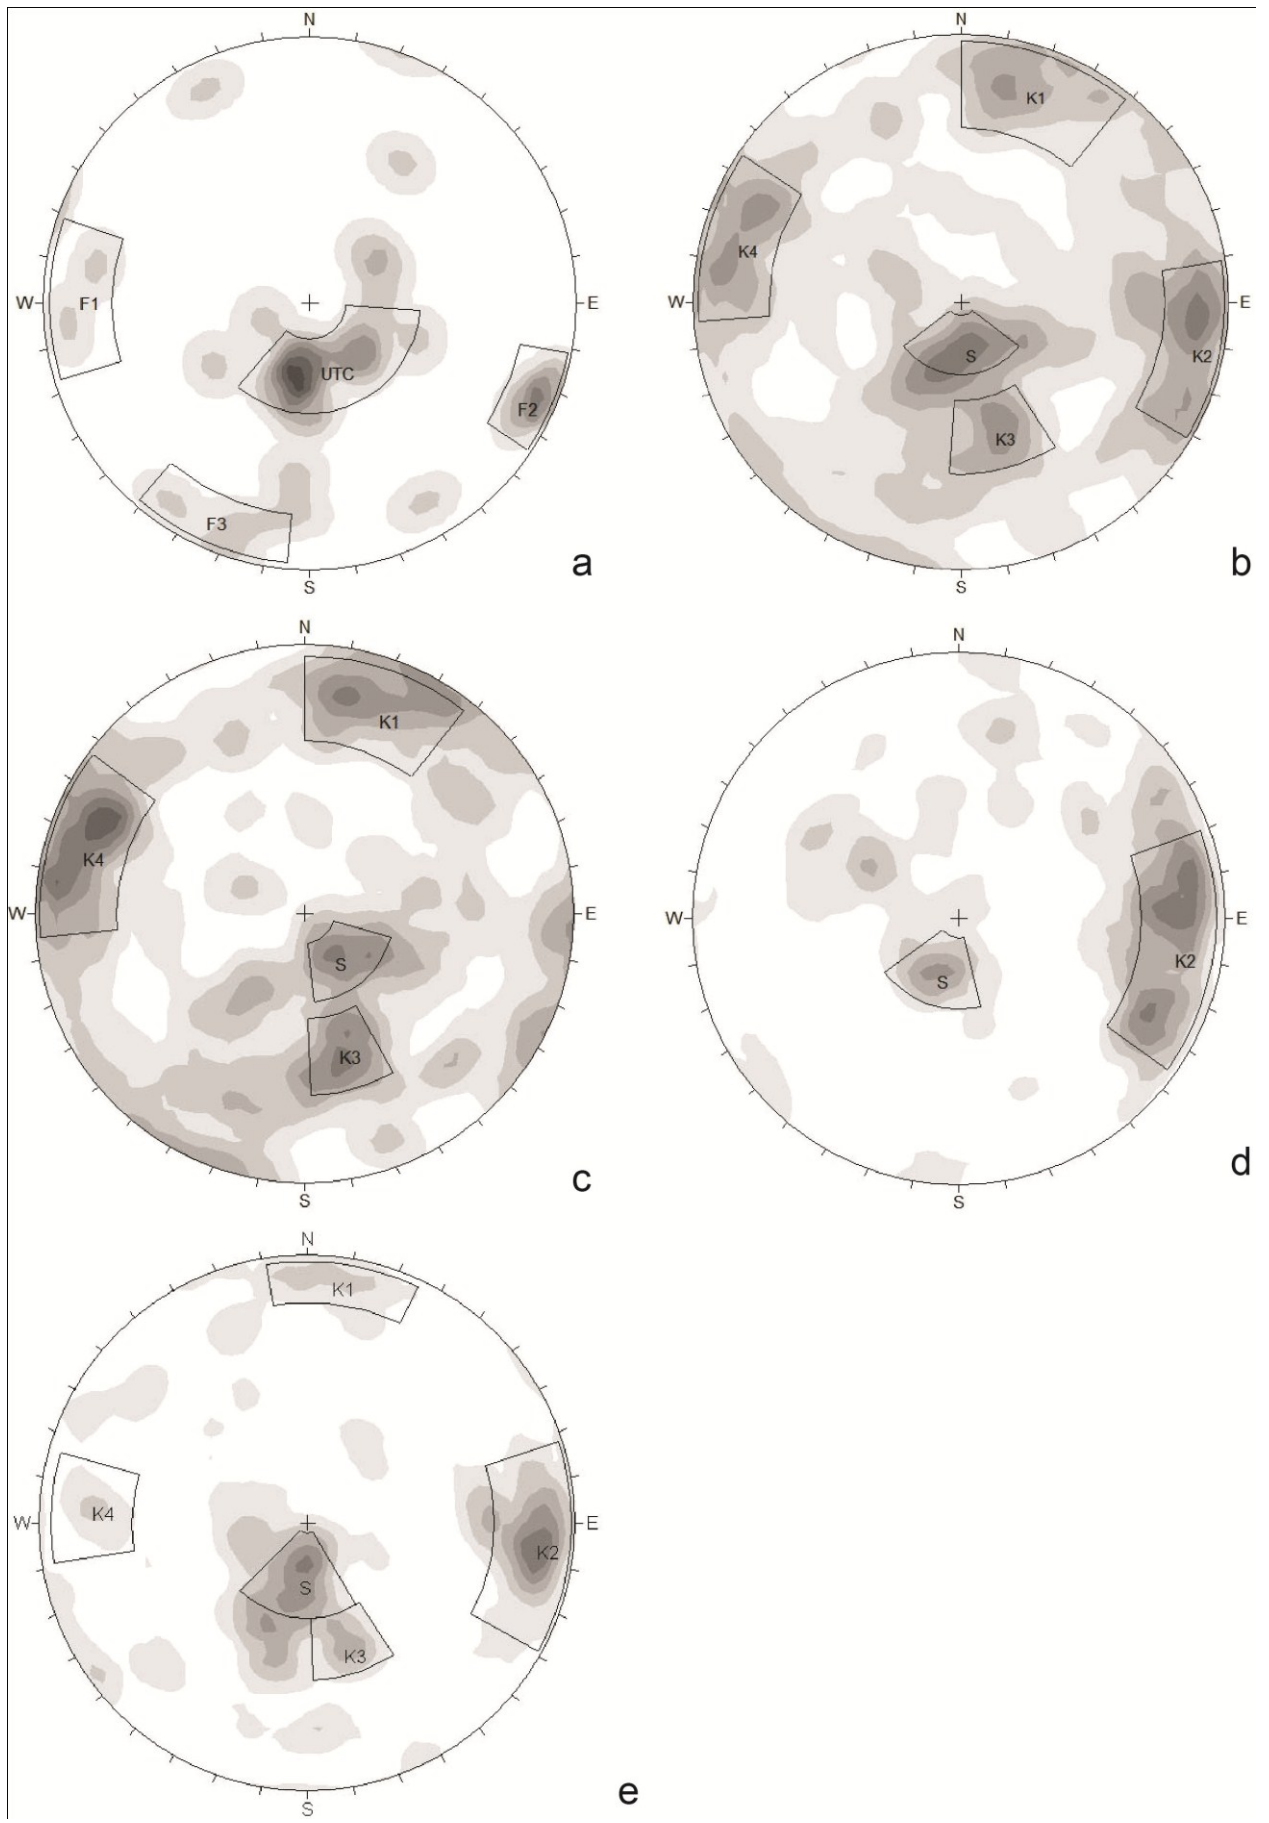 N N
W F1 UTC F2 F3 E S a
K1 K4 W S K2 K3 E S b
N N
K1 K4 W S K3 E S c
W S K2 E S d
N
K1 K4 W S K2 K3 E S e